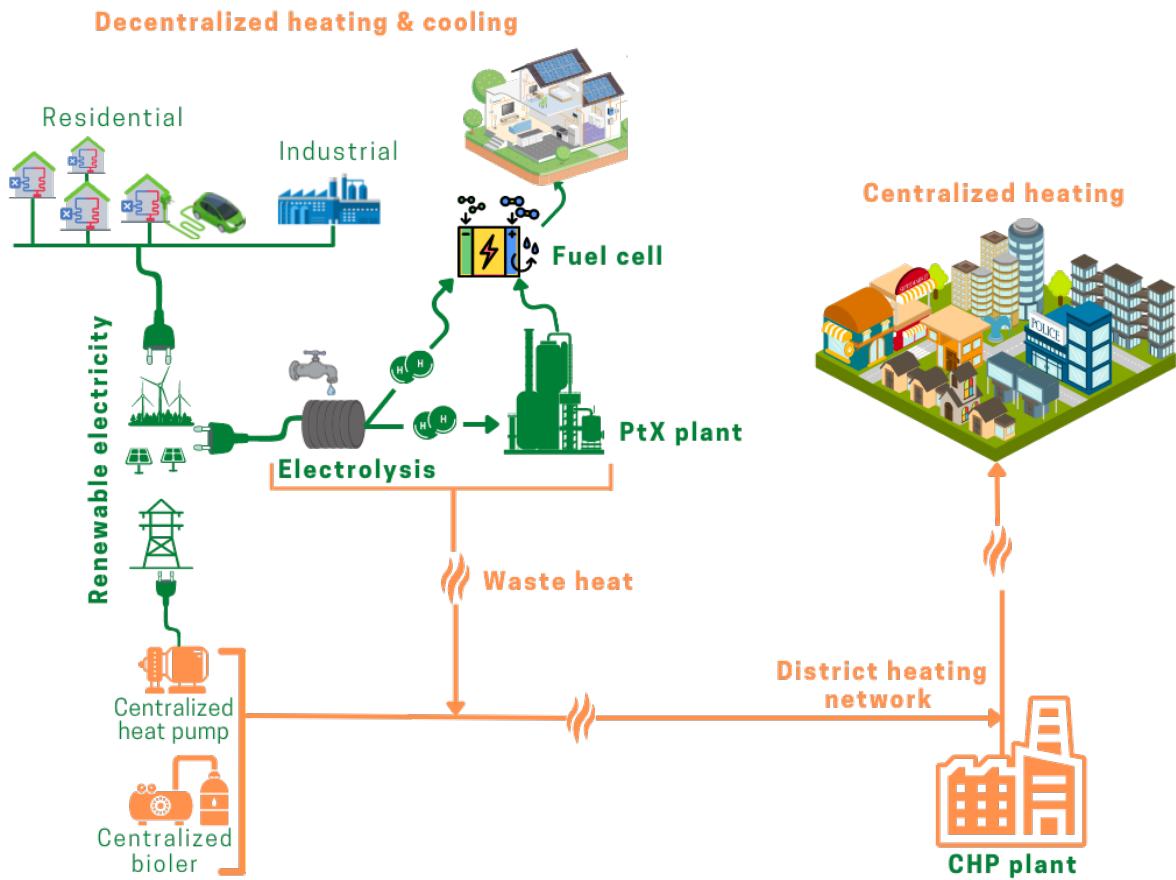 Decentralized heating & cooling
Residential
Industrial
Centralized heating
Fuel cell
POLICE
Renewable electricity
H H
H H
PtX plant
Electrolysis
Waste heat
District heating
network
Centralized
heat pump
Centralized
bioler
CHP plant